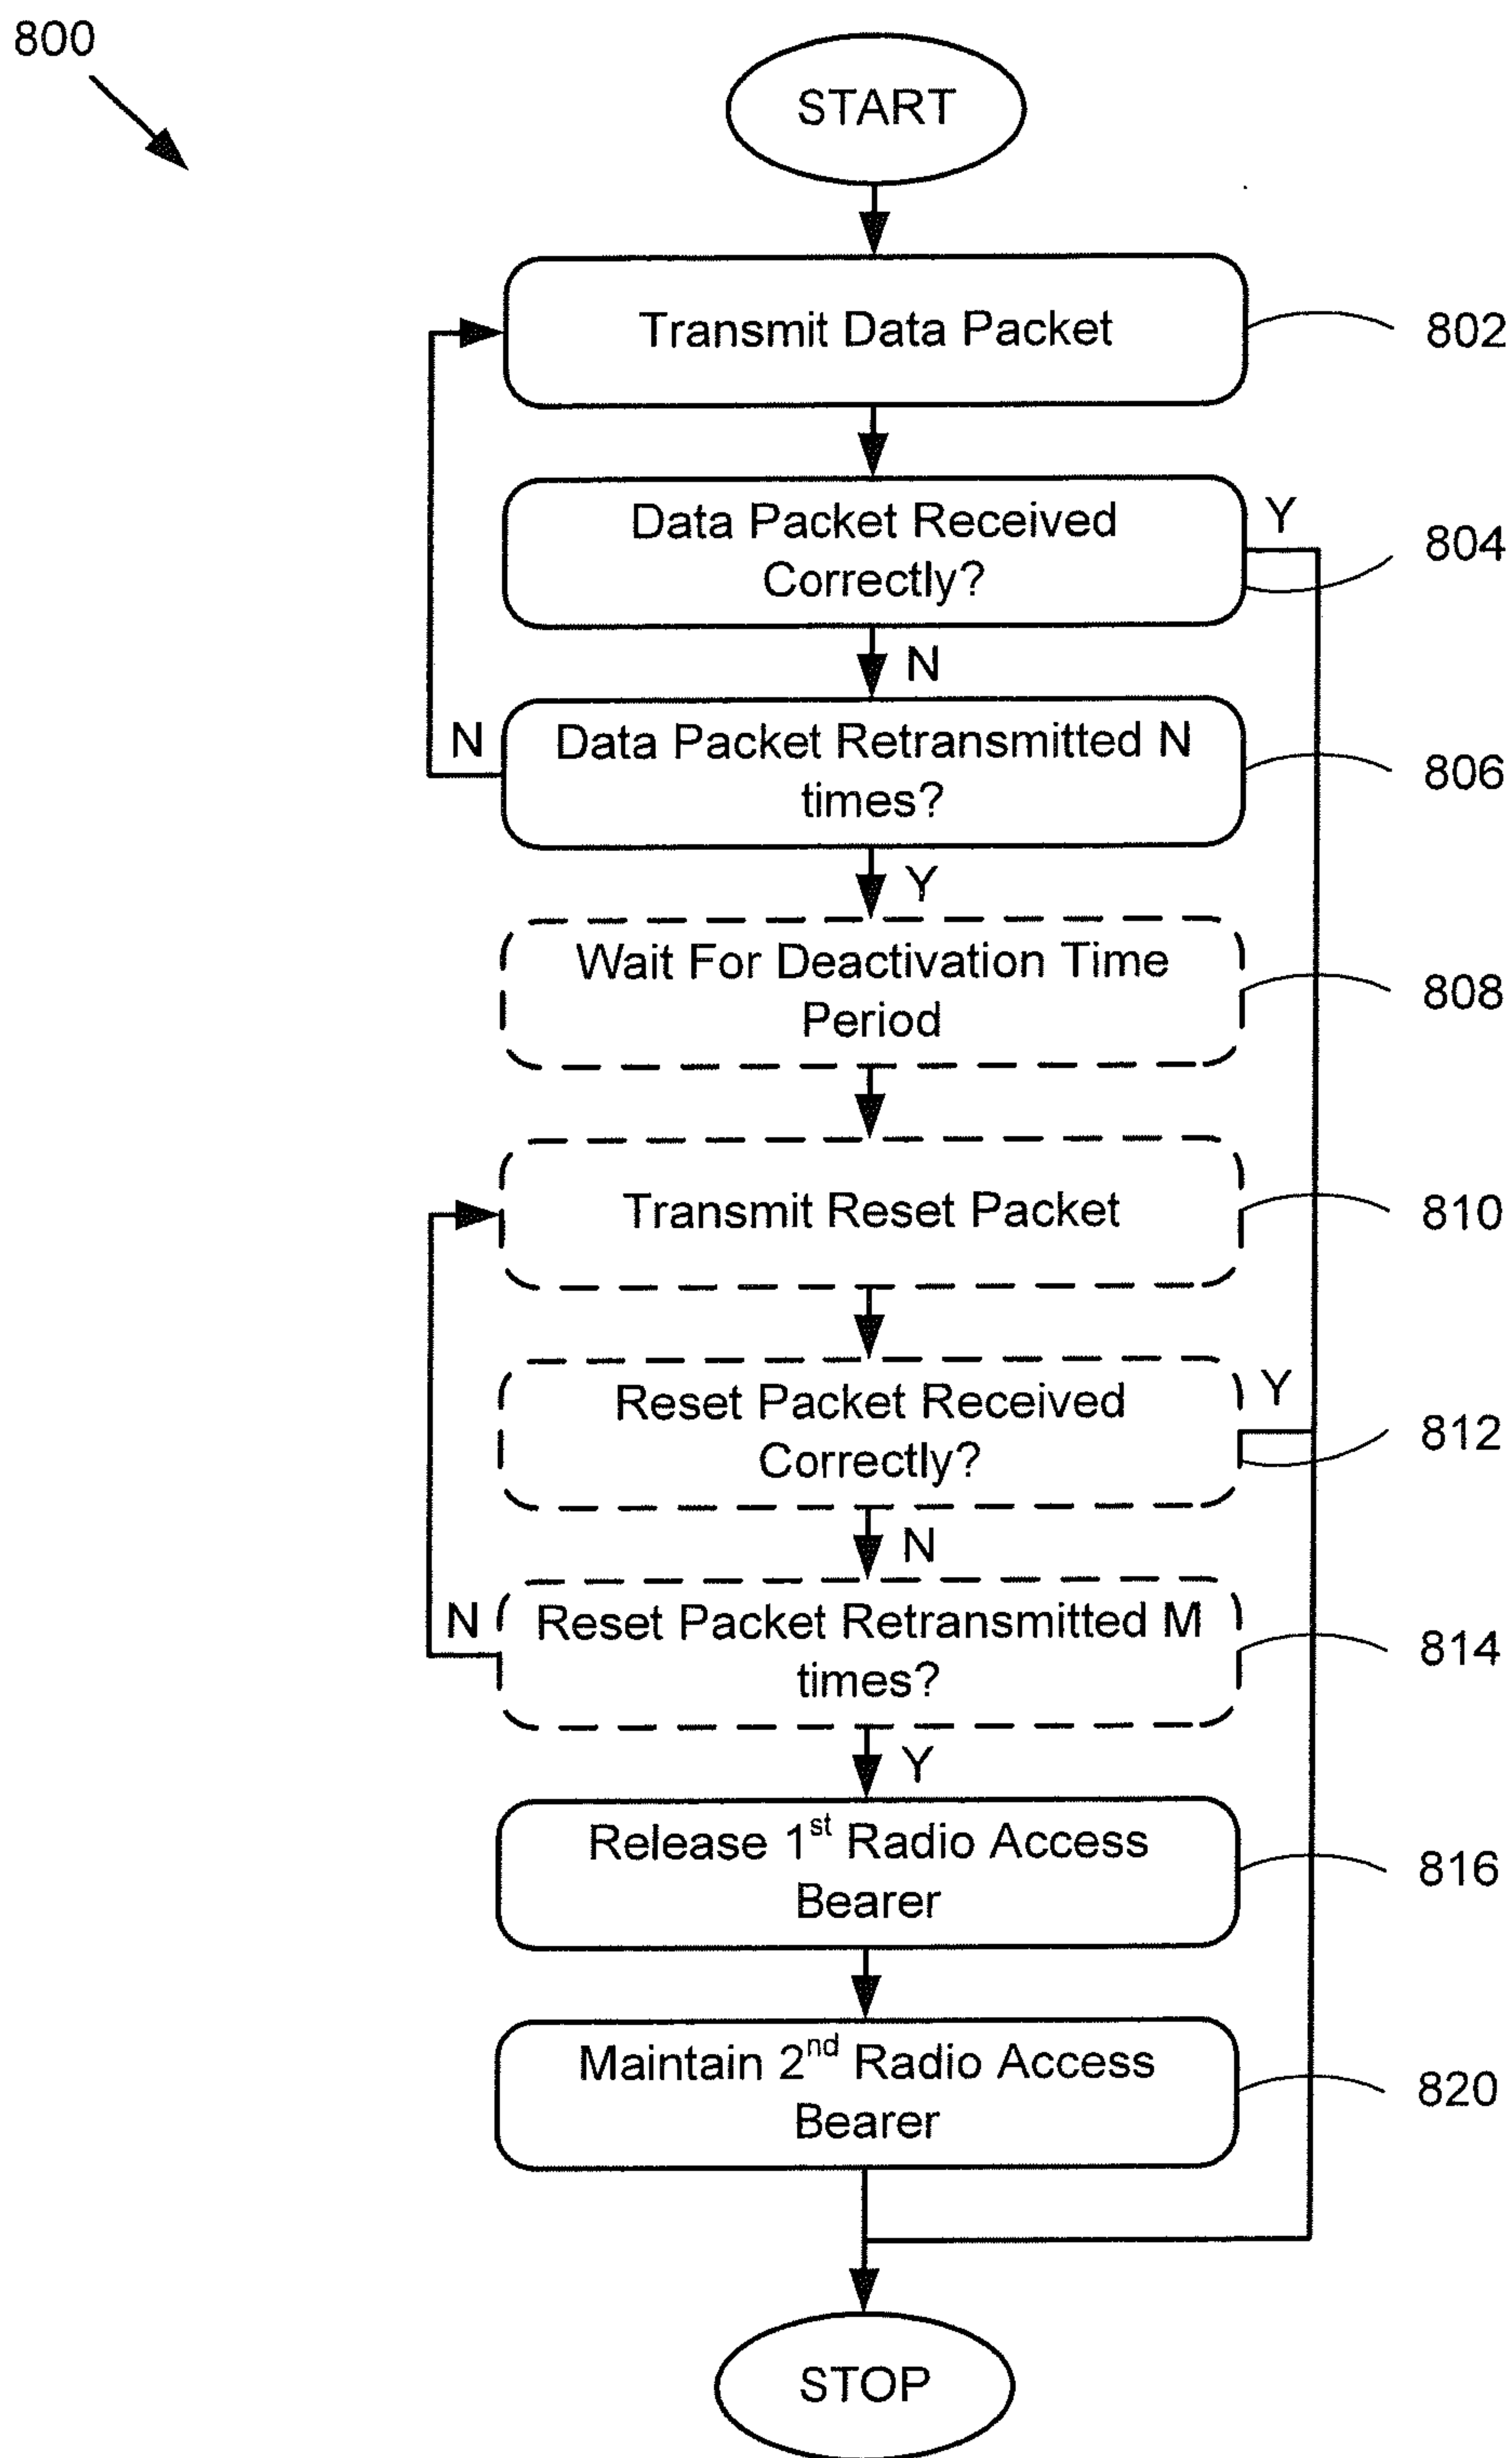 800
START
Transmit Data Packet
802
Data Packet Received
Correctly?
Y
804
N
Data Packet Retransmitted N
times?
N
806
Y
Wait For Deactivation Time
Period
808
Transmit Reset Packet
810
Reset Packet Received
Correctly?
Y
812
N
Reset Packet Retransmitted M
times?
N
814
Y
Release 1st Radio Access
Bearer
816
Maintain 2nd Radio Access
Bearer
820
STOP